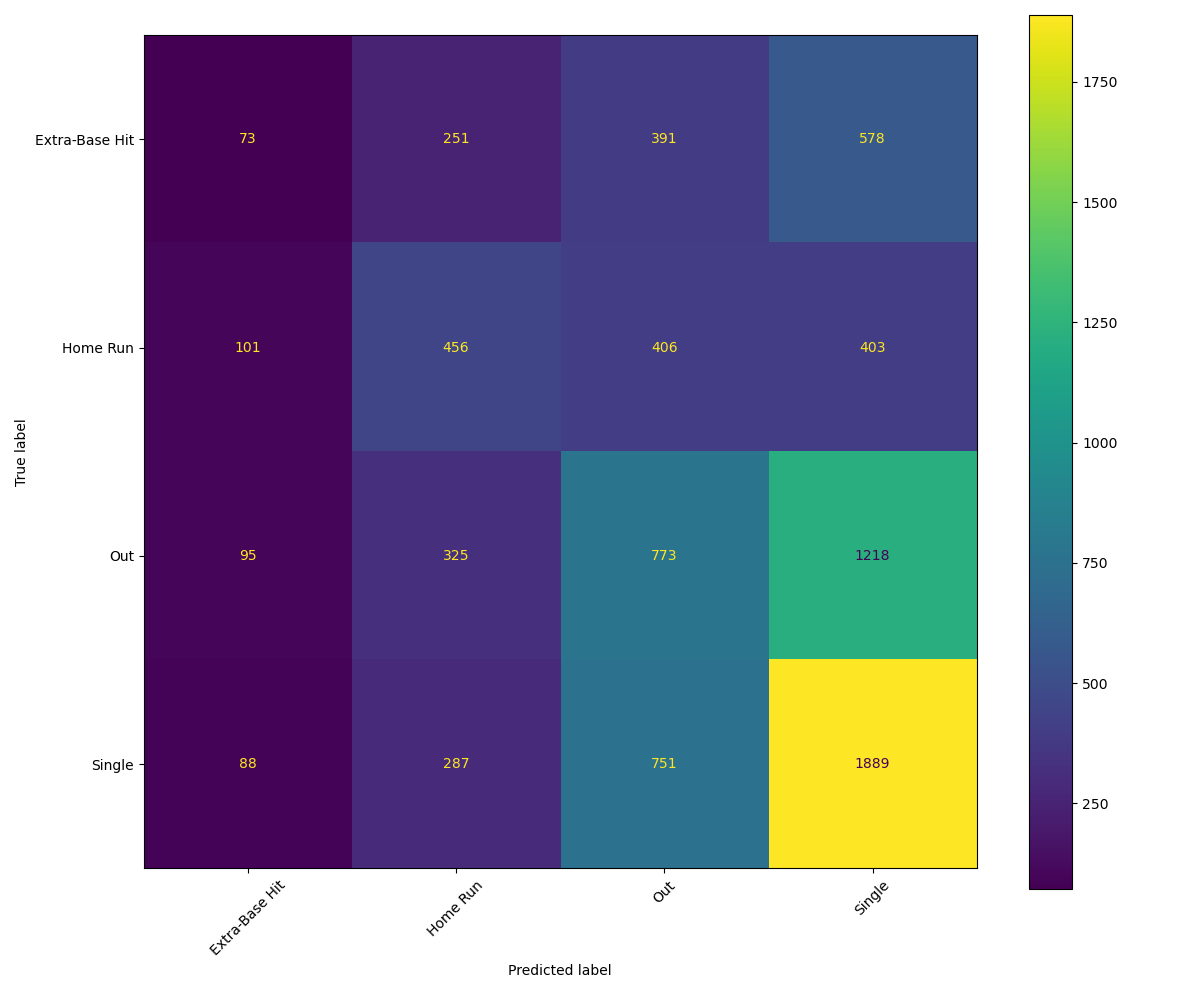 1750
Extra-Base Hit 73 251 391 578
1500
1250
Home Run 101 456 406 403
1000
True label
750
Out 95 325 773 1218
500
Single 88 287 751 1889
250
Extra-Base Hit Home Run Out Single
Predicted label